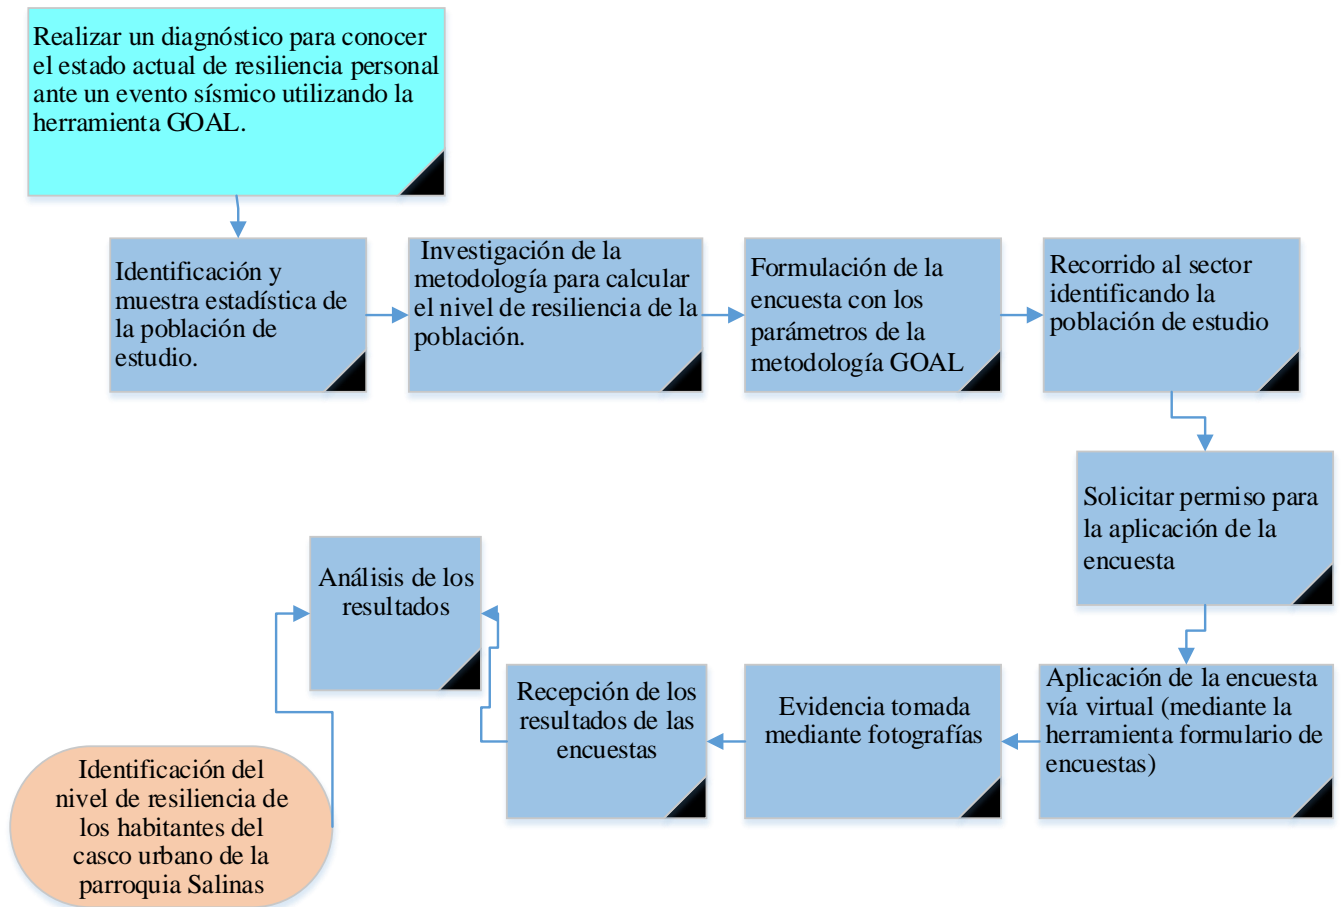 Realizar un diagnóstico para conocer
el estado actual de resiliencia personal
ante un evento sísmico utilizando la
herramienta GOAL.
Identificación y
muestra estadística de
la población de
estudio.
Investigación de la
metodología para calcular
el nivel de resiliencia de la
población.
Formulación de la
encuesta con los
parámetros de la
metodología GOAL
Recorrido al sector
identificando la
población de estudio
Solicitar permiso para
la aplicación de la
encuesta
Aplicación de la encuesta
vía virtual (mediante la
herramienta formulario de
encuestas)
Evidencia tomada
mediante fotografías
Recepción de los
resultados de las
encuestas
Análisis de los
resultados
Identificación del
nivel de resiliencia de
los habitantes del
casco urbano de la
parroquia Salinas